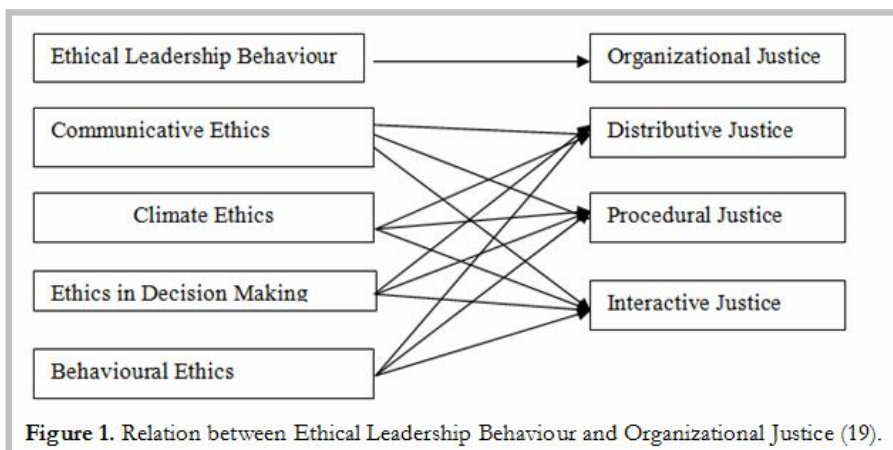 Ethical Leadership Behaviour
Organizational Justice
Communicative Ethics
Distributive Justice
Climate Ethics
Procedural Justice
Ethics in Decision Making
Interactive Justice
Behavioural Ethics
Figure 1. Relation between Ethical Leadership Behaviour and Organizational Justice (19).